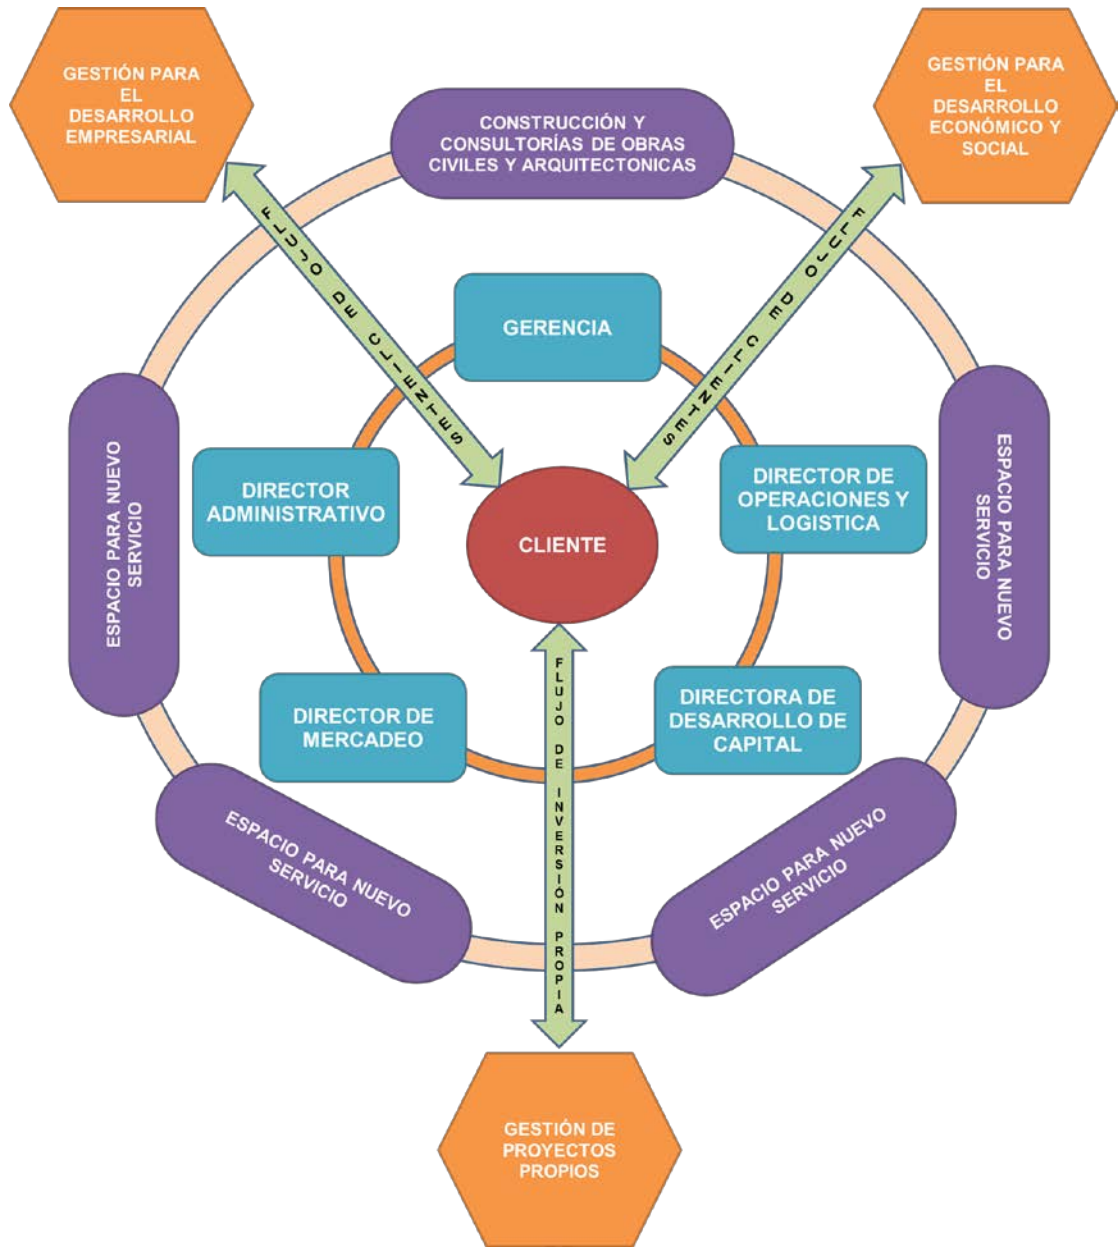 GESTIÓN PARA
EL
DESARROLLO
EMPRESARIAL
GESTIÓN PARA
EL
DESARROLLO
ECONÓMICO Y
SOCIAL
CONSTRUCCIÓN Y
CONSULTORÍAS DE OBRAS
CIVILES Y ARQUITECTONICAS
FLUJO DE CLIENTES
FLUJO DE CLIENTES
GERENCIA
ESPACIO PARA NUEVO
SERVICIO
DIRECTOR
ADMINISTRATIVO
CLIENTE
DIRECTOR DE
OPERACIONES Y
LOGISTICA
ESPACIO PARA NUEVO
SERVICIO
DIRECTOR DE
MERCADEO
FLUJO DE INVERSIÓN PROPIA
DIRECTORA DE
DESARROLLO DE
CAPITAL
ESPACIO PARA NUEVO
SERVICIO
ESPACIO PARA NUEVO
SERVICIO
GESTIÓN DE
PROYECTOS
PROPIOS